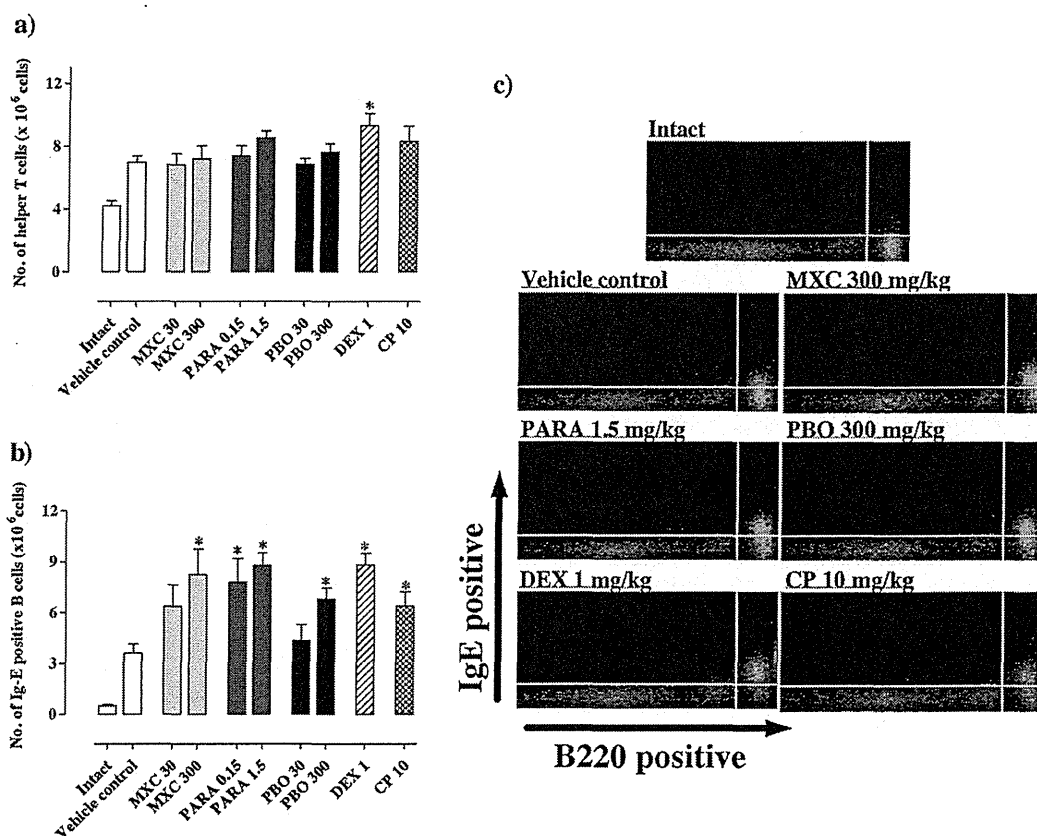 a)
No. of helper T cells (x 10⁶ cells)
12
8
4
0
Intact
Vehicle control
MXC 30
MXC 300
PARA 0.15
PARA 1.5
PBO 30
PBO 300
DEX 1
CP 10
*
b)
No. of Ig-E positive B cells (x10⁶ cells)
12
9
6
3
0
Intact
Vehicle control
MXC 30
MXC 300
PARA 0.15
PARA 1.5
PBO 30
PBO 300
DEX 1
CP 10
* * * * * *
c)
Intact
Vehicle control
MXC 300 mg/kg
PARA 1.5 mg/kg
PBO 300 mg/kg
DEX 1 mg/kg
CP 10 mg/kg
IgE positive
B220 positive